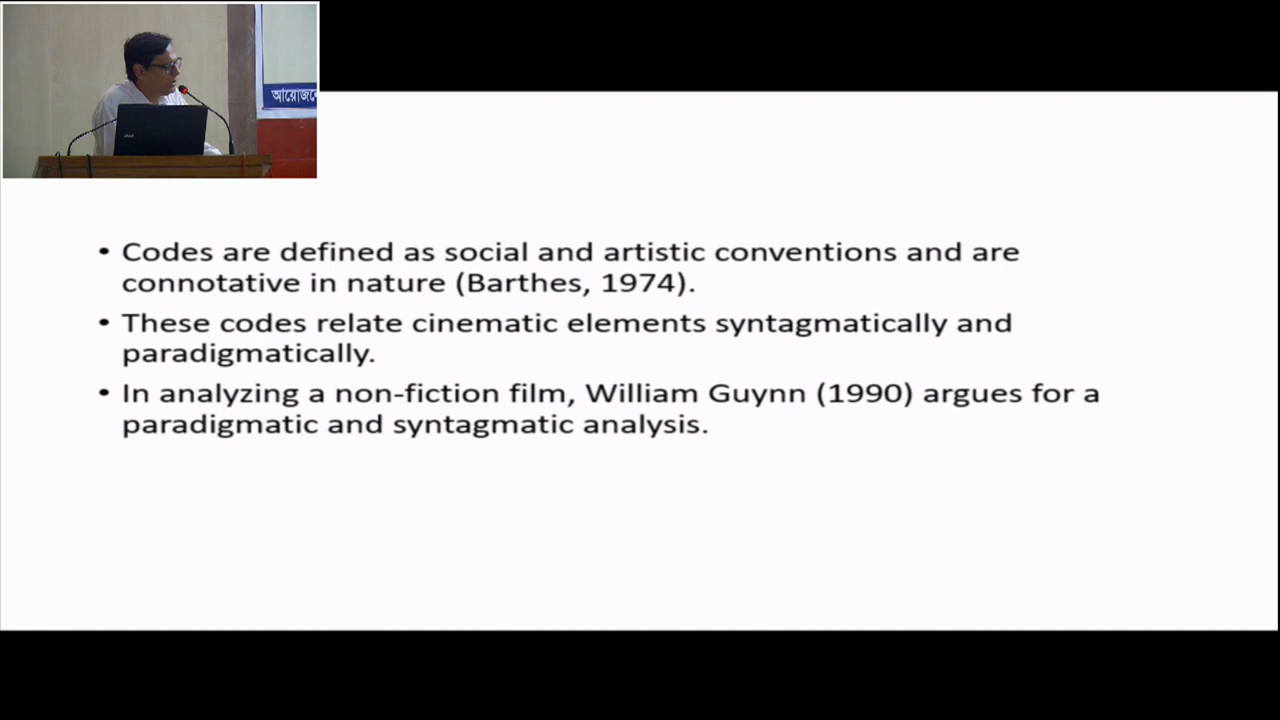 আয়োজনে
• Codes are defined as social and artistic conventions and are
connotative in nature (Barthes, 1974).
• These codes relate cinematic elements syntagmatically and
paradigmatically.
• In analyzing a non-fiction film, William Guynn (1990) argues for a
paradigmatic and syntagmatic analysis.